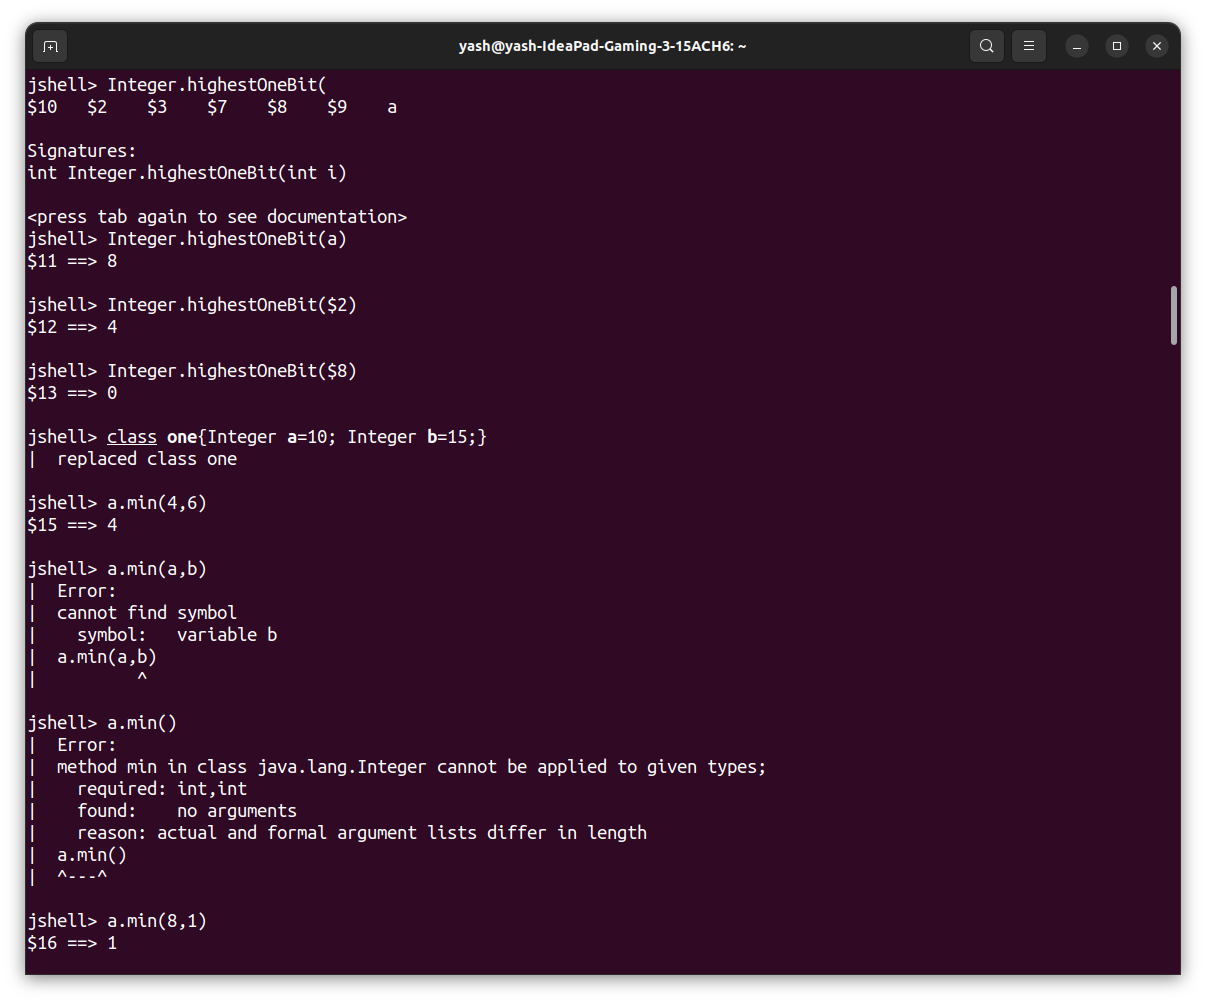 yash@yash-IdeaPad-Gaming-3-15ACH6: ~
jshell> Integer.highestOneBit(
$10   $2    $3    $7    $8    $9    a
Signatures:
int Integer.highestOneBit(int i)
<press tab again to see documentation>
jshell> Integer.highestOneBit(a)
$11 ==> 8
jshell> Integer.highestOneBit($2)
$12 ==> 4
jshell> Integer.highestOneBit($8)
$13 ==> 0
jshell> class one{Integer a=10; Integer b=15;}
|  replaced class one
jshell> a.min(4,6)
$15 ==> 4
jshell> a.min(a,b)
|  Error:
|  cannot find symbol
|    symbol:   variable b
|  a.min(a,b)
|          ^
jshell> a.min()
|  Error:
|  method min in class java.lang.Integer cannot be applied to given types;
|    required: int,int
|    found:    no arguments
|    reason: actual and formal argument lists differ in length
|  a.min()
|  ^---^
jshell> a.min(8,1)
$16 ==> 1